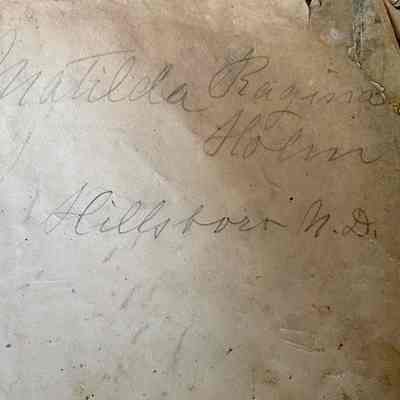 Matilda Ragina
Holm
Hillsboro N.D.